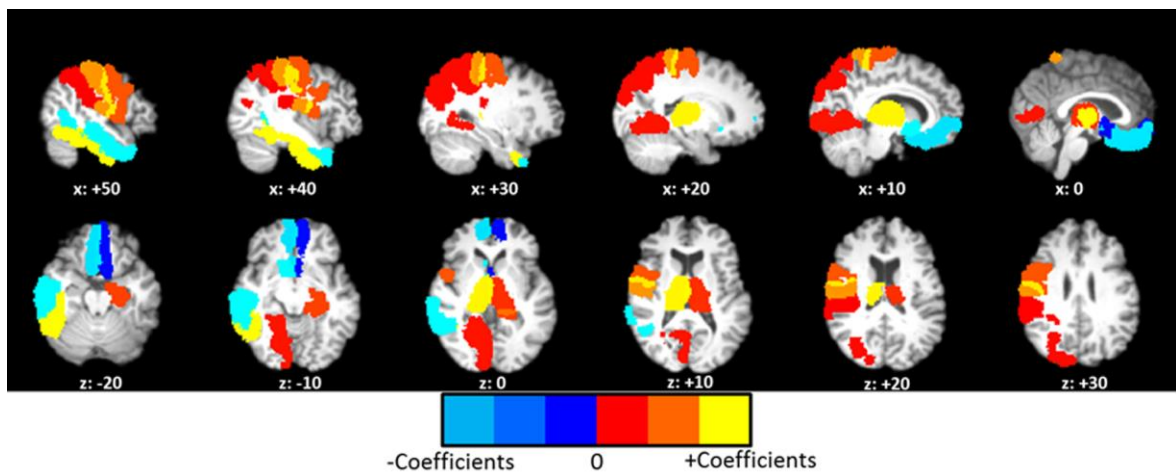 x: +50 x: +40 x: +30 x: +20 x: +10 x: 0
z: -20 z: -10 z: 0 z: +10 z: +20 z: +30
-Coefficients 0 +Coefficients